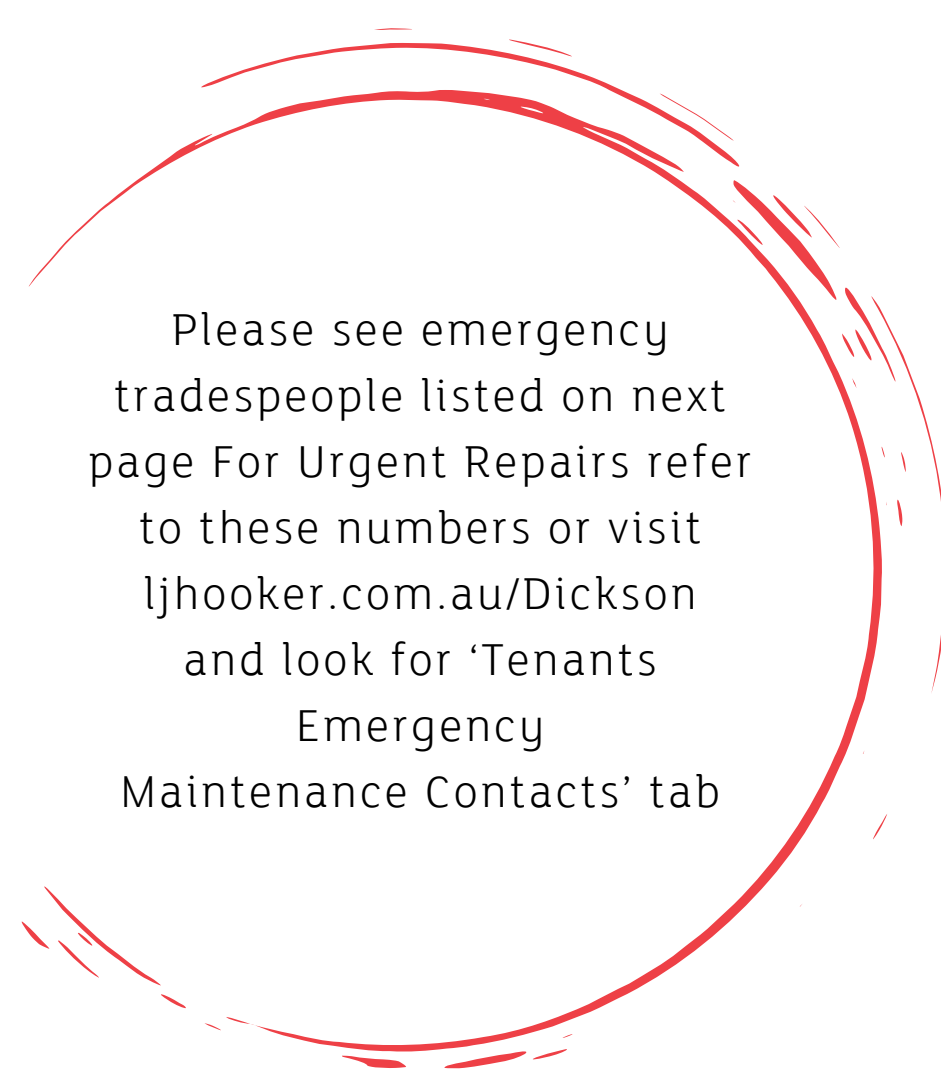 Please see emergency
tradespeople listed on next
page For Urgent Repairs refer
to these numbers or visit
ljhooker.com.au/Dickson
and look for ‘Tenants
Emergency
Maintenance Contacts’ tab